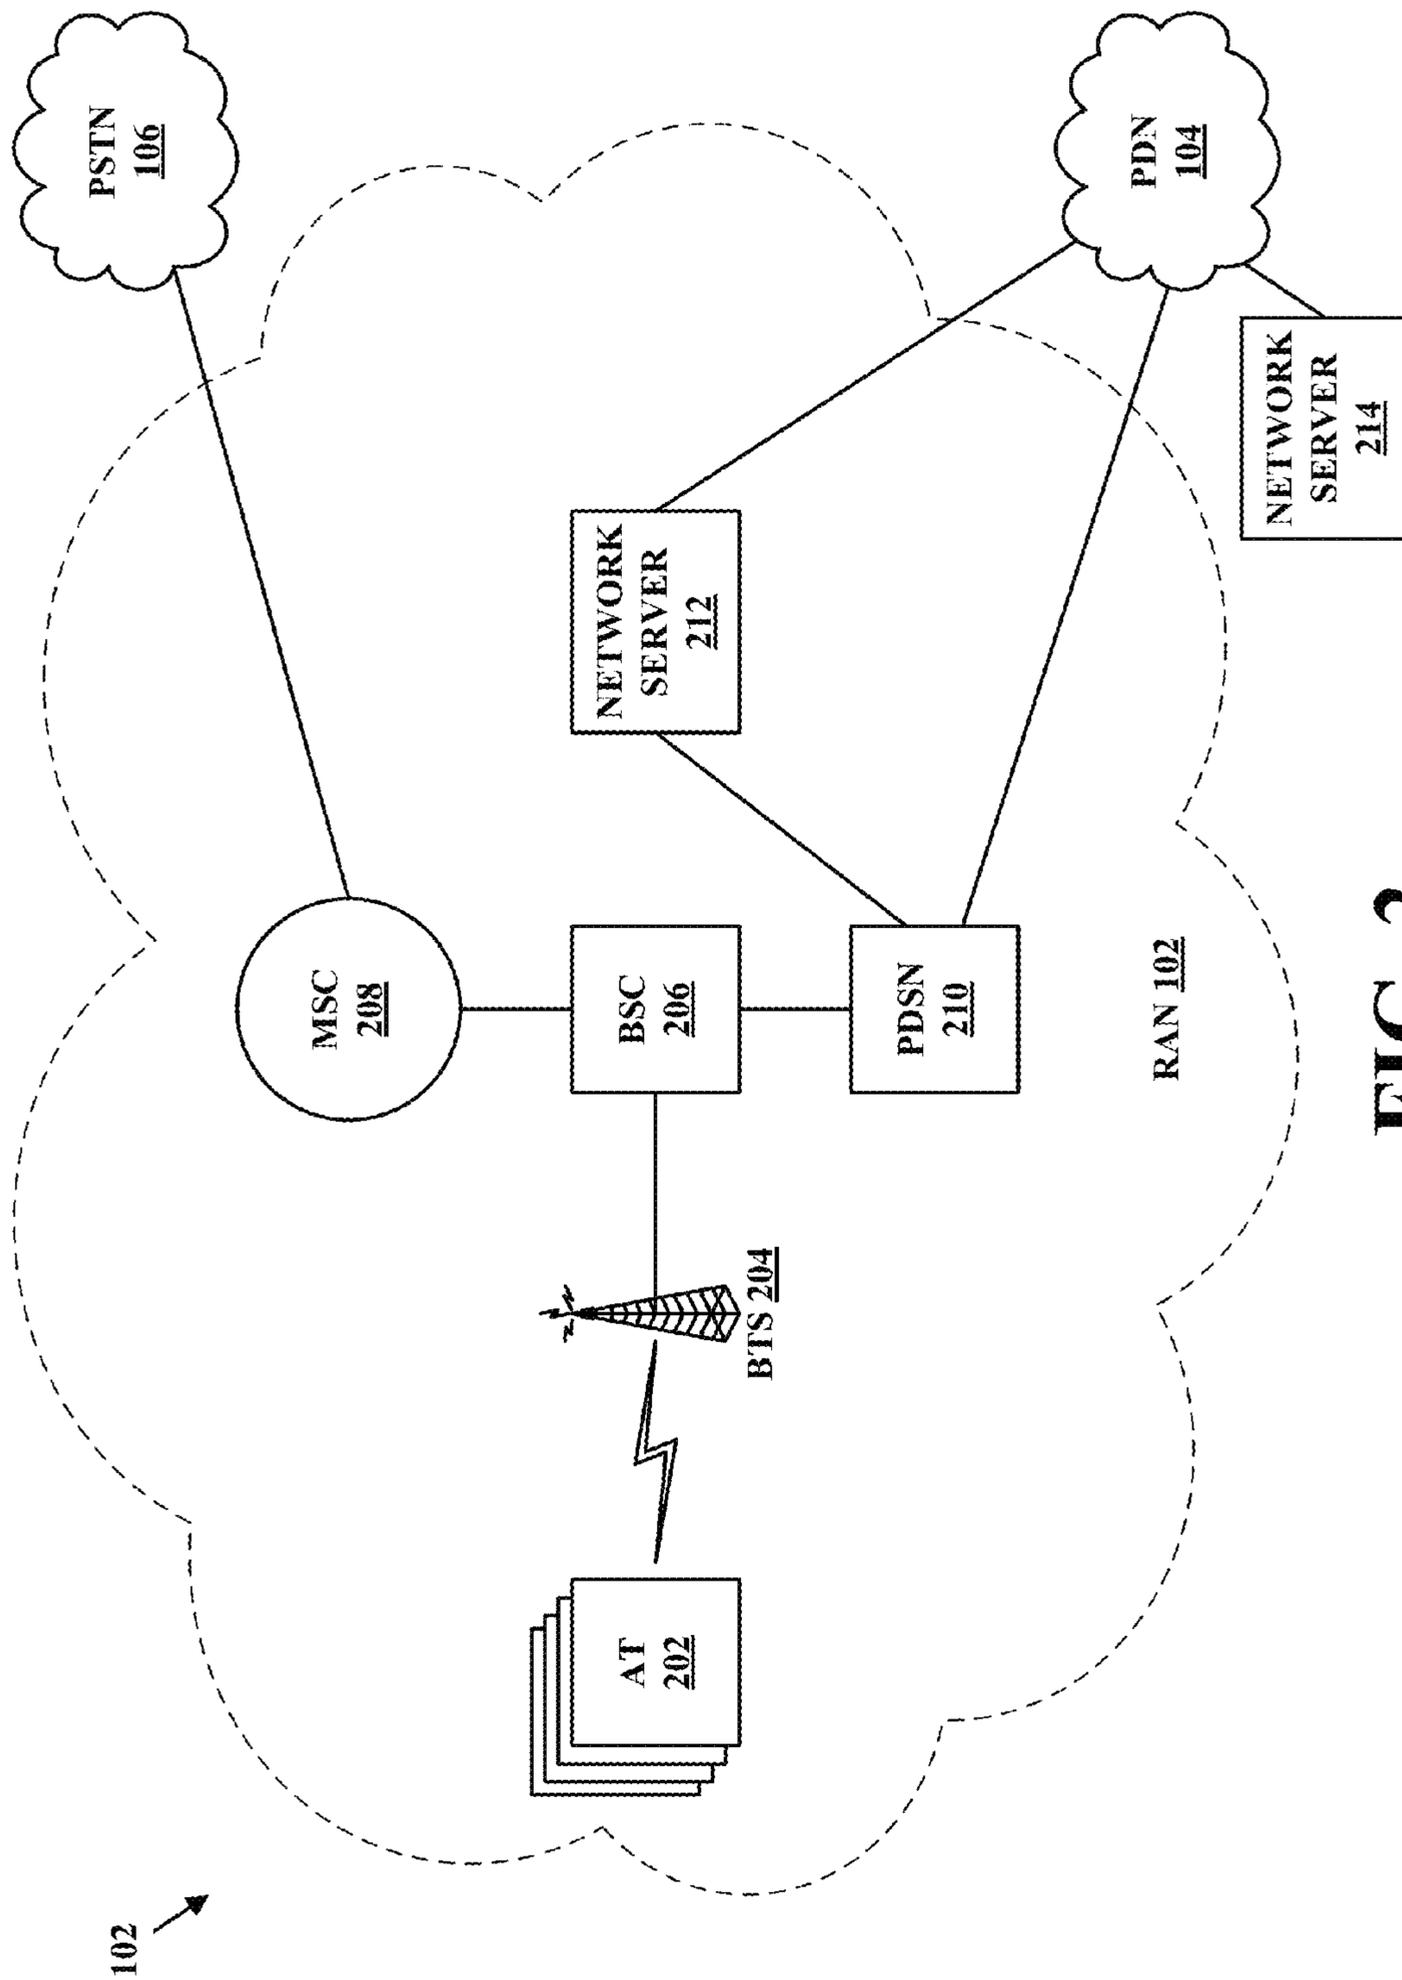 102
PSTN
106
MSC
208
AT
202
BTS 204
BSC
206
NETWORK
SERVER
212
PDSN
210
PDN
104
RAN 102
NETWORK
SERVER
214